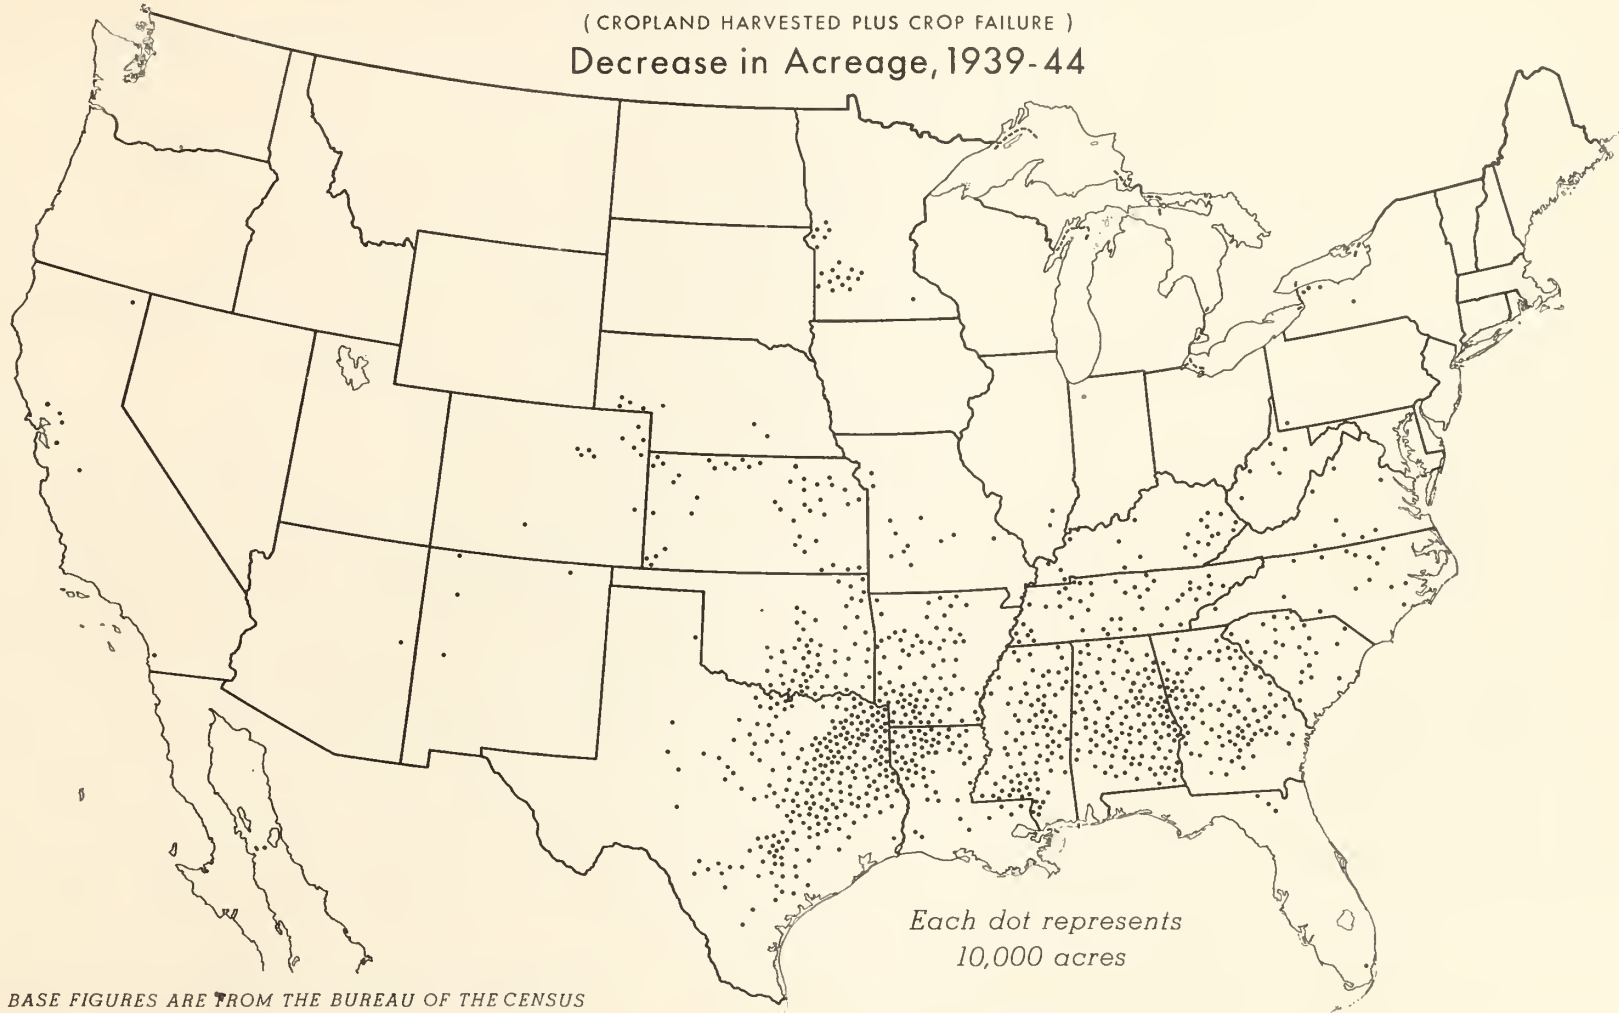 ( CROPLAND HARVESTED PLUS CROP FAILURE )
Decrease in Acreage, 1939-44
Each dot represents
10,000 acres
BASE FIGURES ARE FROM THE BUREAU OF THE CENSUS